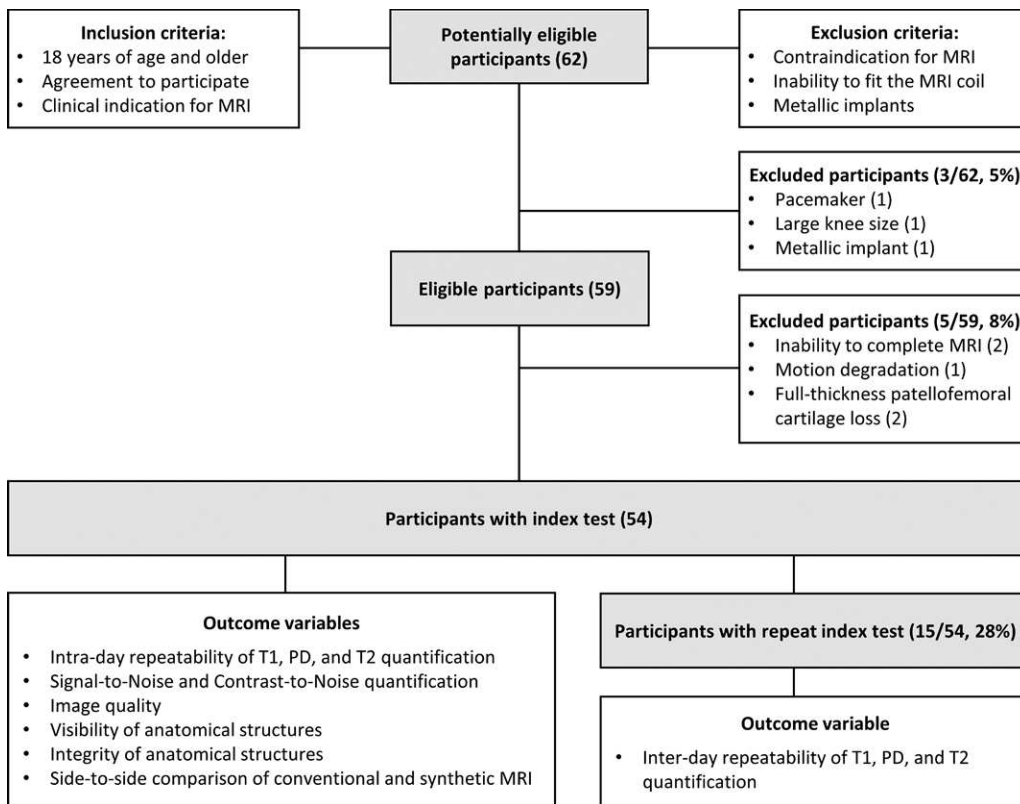 Inclusion criteria:
• 18 years of age and older
• Agreement to participate
• Clinical indication for MRI
Potentially eligible
participants (62)
Exclusion criteria:
• Contraindication for MRI
• Inability to fit the MRI coil
• Metallic implants
Excluded participants (3/62, 5%)
• Pacemaker (1)
• Large knee size (1)
• Metallic implant (1)
Eligible participants (59)
Excluded participants (5/59, 8%)
• Inability to complete MRI (2)
• Motion degradation (1)
• Full-thickness patellofemoral
cartilage loss (2)
Participants with index test (54)
Outcome variables
• Intra-day repeatability of T1, PD, and T2 quantification
• Signal-to-Noise and Contrast-to-Noise quantification
• Image quality
• Visibility of anatomical structures
• Integrity of anatomical structures
• Side-to-side comparison of conventional and synthetic MRI
Participants with repeat index test (15/54, 28%)
Outcome variable
• Inter-day repeatability of T1, PD, and T2
quantification